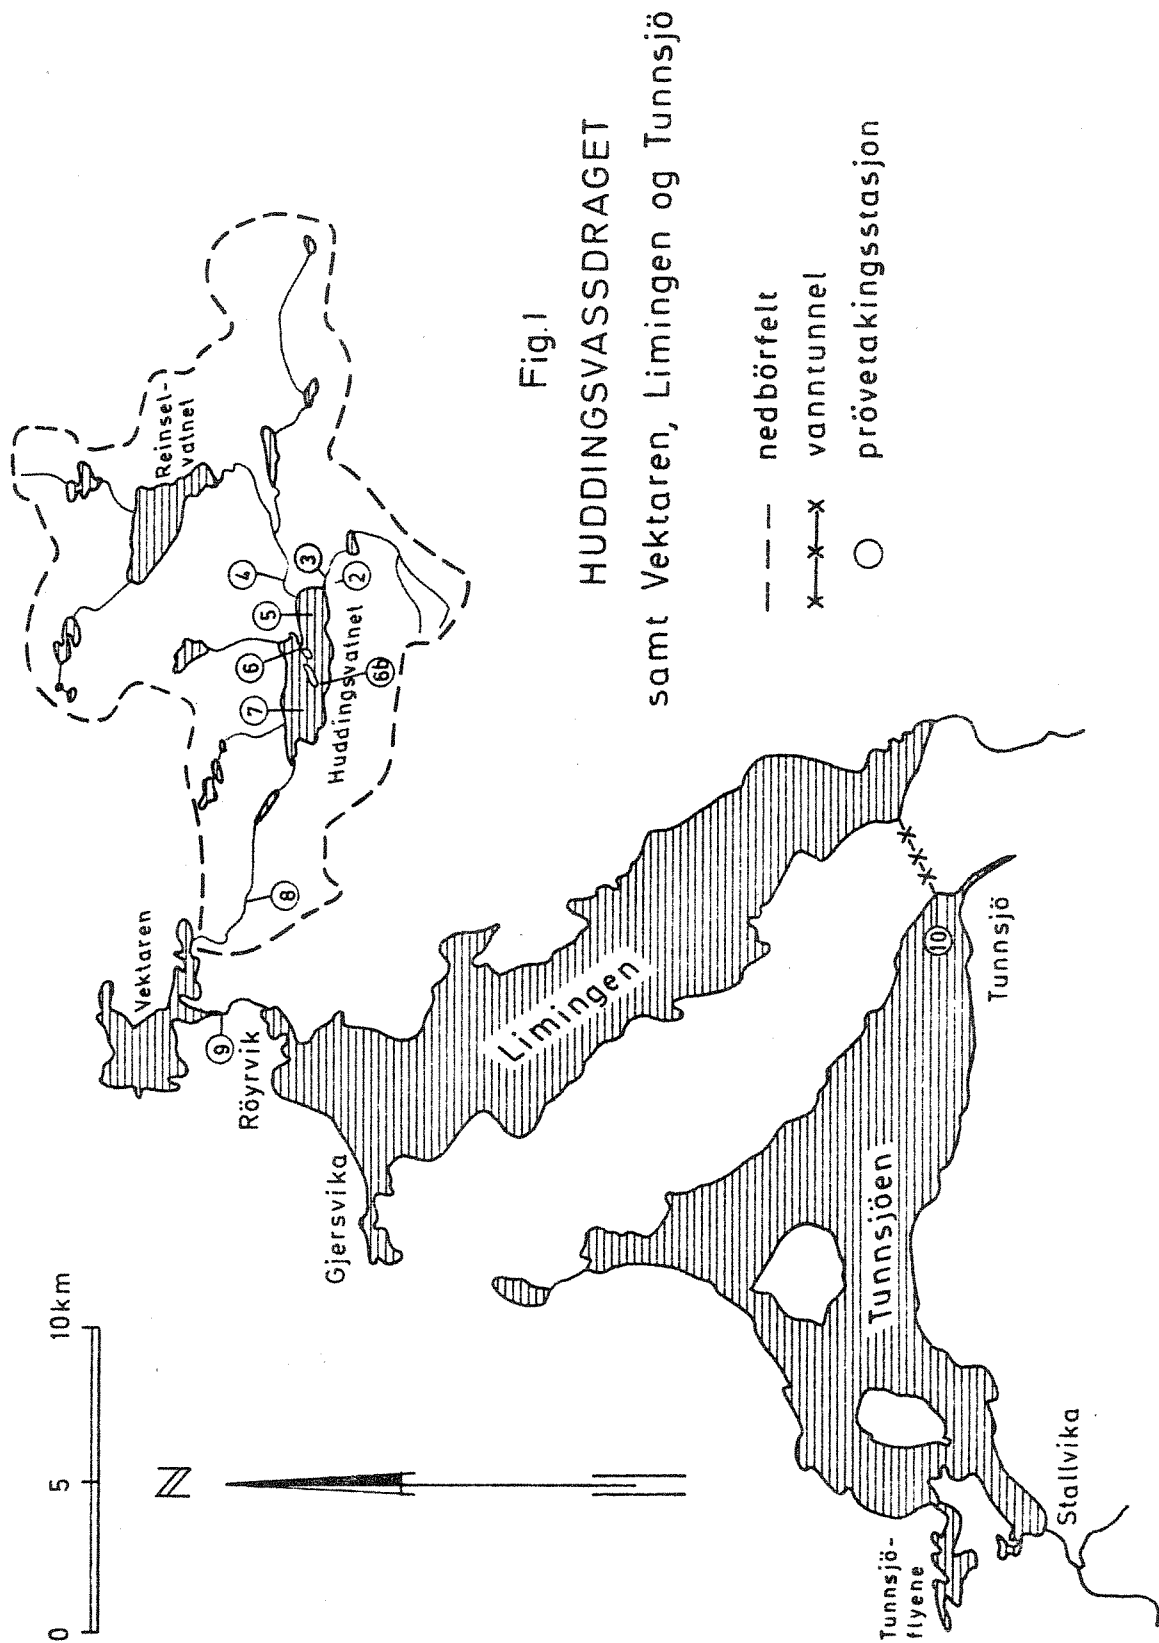 0 5 10km
N
Vektaren
Reinsel-
vatnet
Huddingsvatnet
Röyrvik
Gjersvika
Limingen
Tunnsjöen
Tunnsjö
Tunnsjö-
flyene
Stallvika
2
3
4
5
6
6b
7
8
9
10
Fig.1
HUDDINGSVASSDRAGET
samt Vektaren, Limingen og Tunnsjö
nedbörfelt
vanntunnel
prövetakingsstasjon